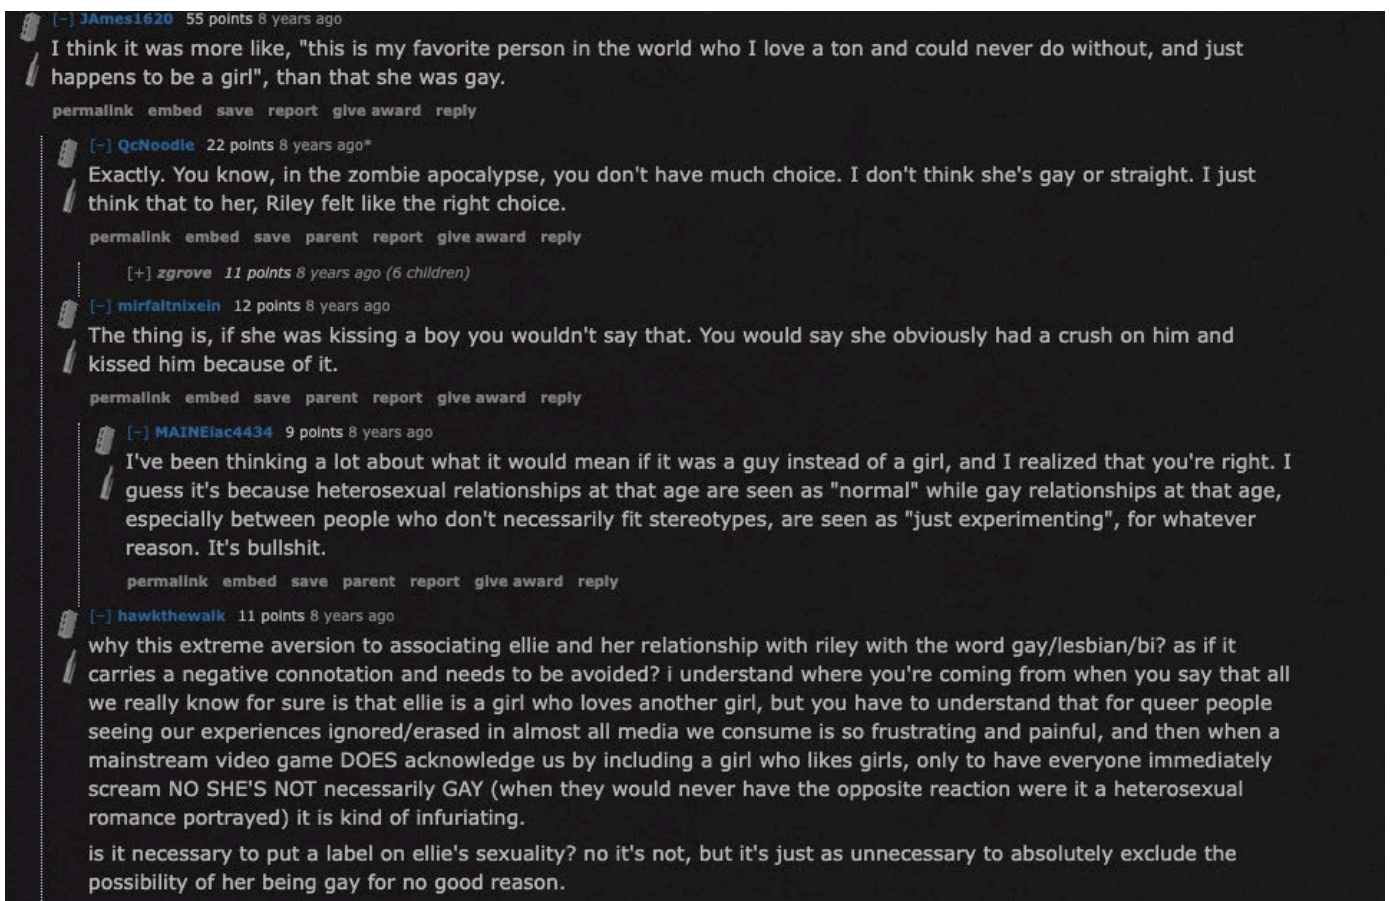 [-] JAmes1620 55 points 8 years ago
I think it was more like, "this is my favorite person in the world who I love a ton and could never do without, and just
happens to be a girl", than that she was gay.
permalink embed save report give award reply
[-] QcNoodle 22 points 8 years ago*
Exactly. You know, in the zombie apocalypse, you don't have much choice. I don't think she's gay or straight. I just
think that to her, Riley felt like the right choice.
permalink embed save parent report give award reply
[+] zgrove 11 points 8 years ago (6 children)
[-] mirfaltnixein 12 points 8 years ago
The thing is, if she was kissing a boy you wouldn't say that. You would say she obviously had a crush on him and
kissed him because of it.
permalink embed save parent report give award reply
[-] MAINEiac4434 9 points 8 years ago
I've been thinking a lot about what it would mean if it was a guy instead of a girl, and I realized that you're right. I
guess it's because heterosexual relationships at that age are seen as "normal" while gay relationships at that age,
especially between people who don't necessarily fit stereotypes, are seen as "just experimenting", for whatever
reason. It's bullshit.
permalink embed save parent report give award reply
[-] hawkthewalk 11 points 8 years ago
why this extreme aversion to associating ellie and her relationship with riley with the word gay/lesbian/bi? as if it
carries a negative connotation and needs to be avoided? i understand where you're coming from when you say that all
we really know for sure is that ellie is a girl who loves another girl, but you have to understand that for queer people
seeing our experiences ignored/erased in almost all media we consume is so frustrating and painful, and then when a
mainstream video game DOES acknowledge us by including a girl who likes girls, only to have everyone immediately
scream NO SHE'S NOT necessarily GAY (when they would never have the opposite reaction were it a heterosexual
romance portrayed) it is kind of infuriating.
is it necessary to put a label on ellie's sexuality? no it's not, but it's just as unnecessary to absolutely exclude the
possibility of her being gay for no good reason.